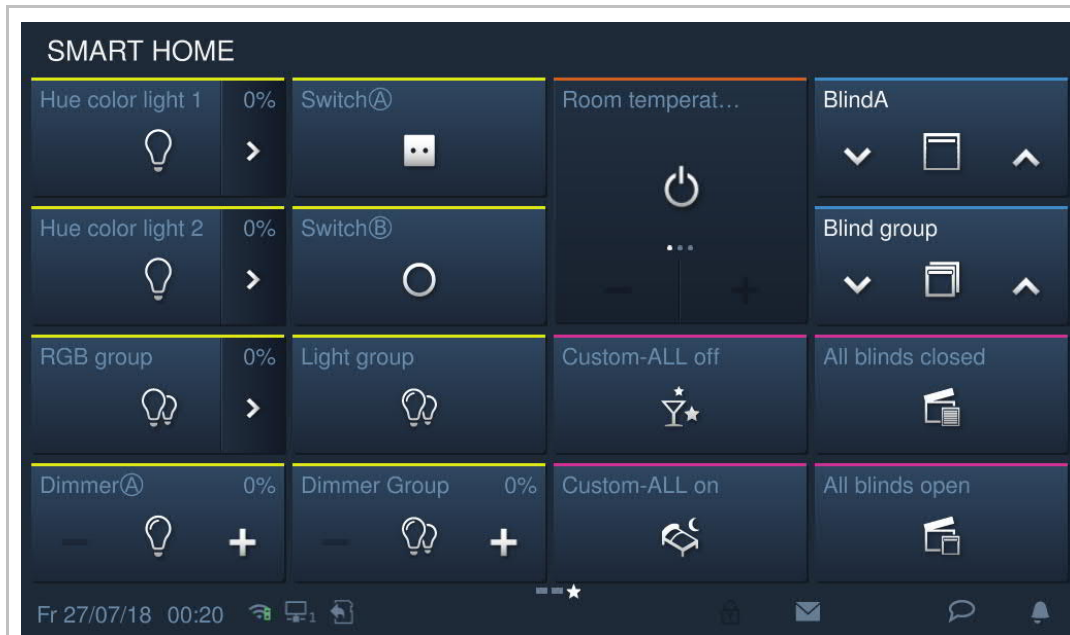 SMART HOME
Hue color light 1 0%
SwitchⒶ
Room temperat...
BlindA
Hue color light 2 0%
SwitchⒷ
Blind group
RGB group 0%
Light group
Custom-ALL off
All blinds closed
DimmerⒶ 0%
Dimmer Group 0%
Custom-ALL on
All blinds open
Fr 27/07/18 00:20
1